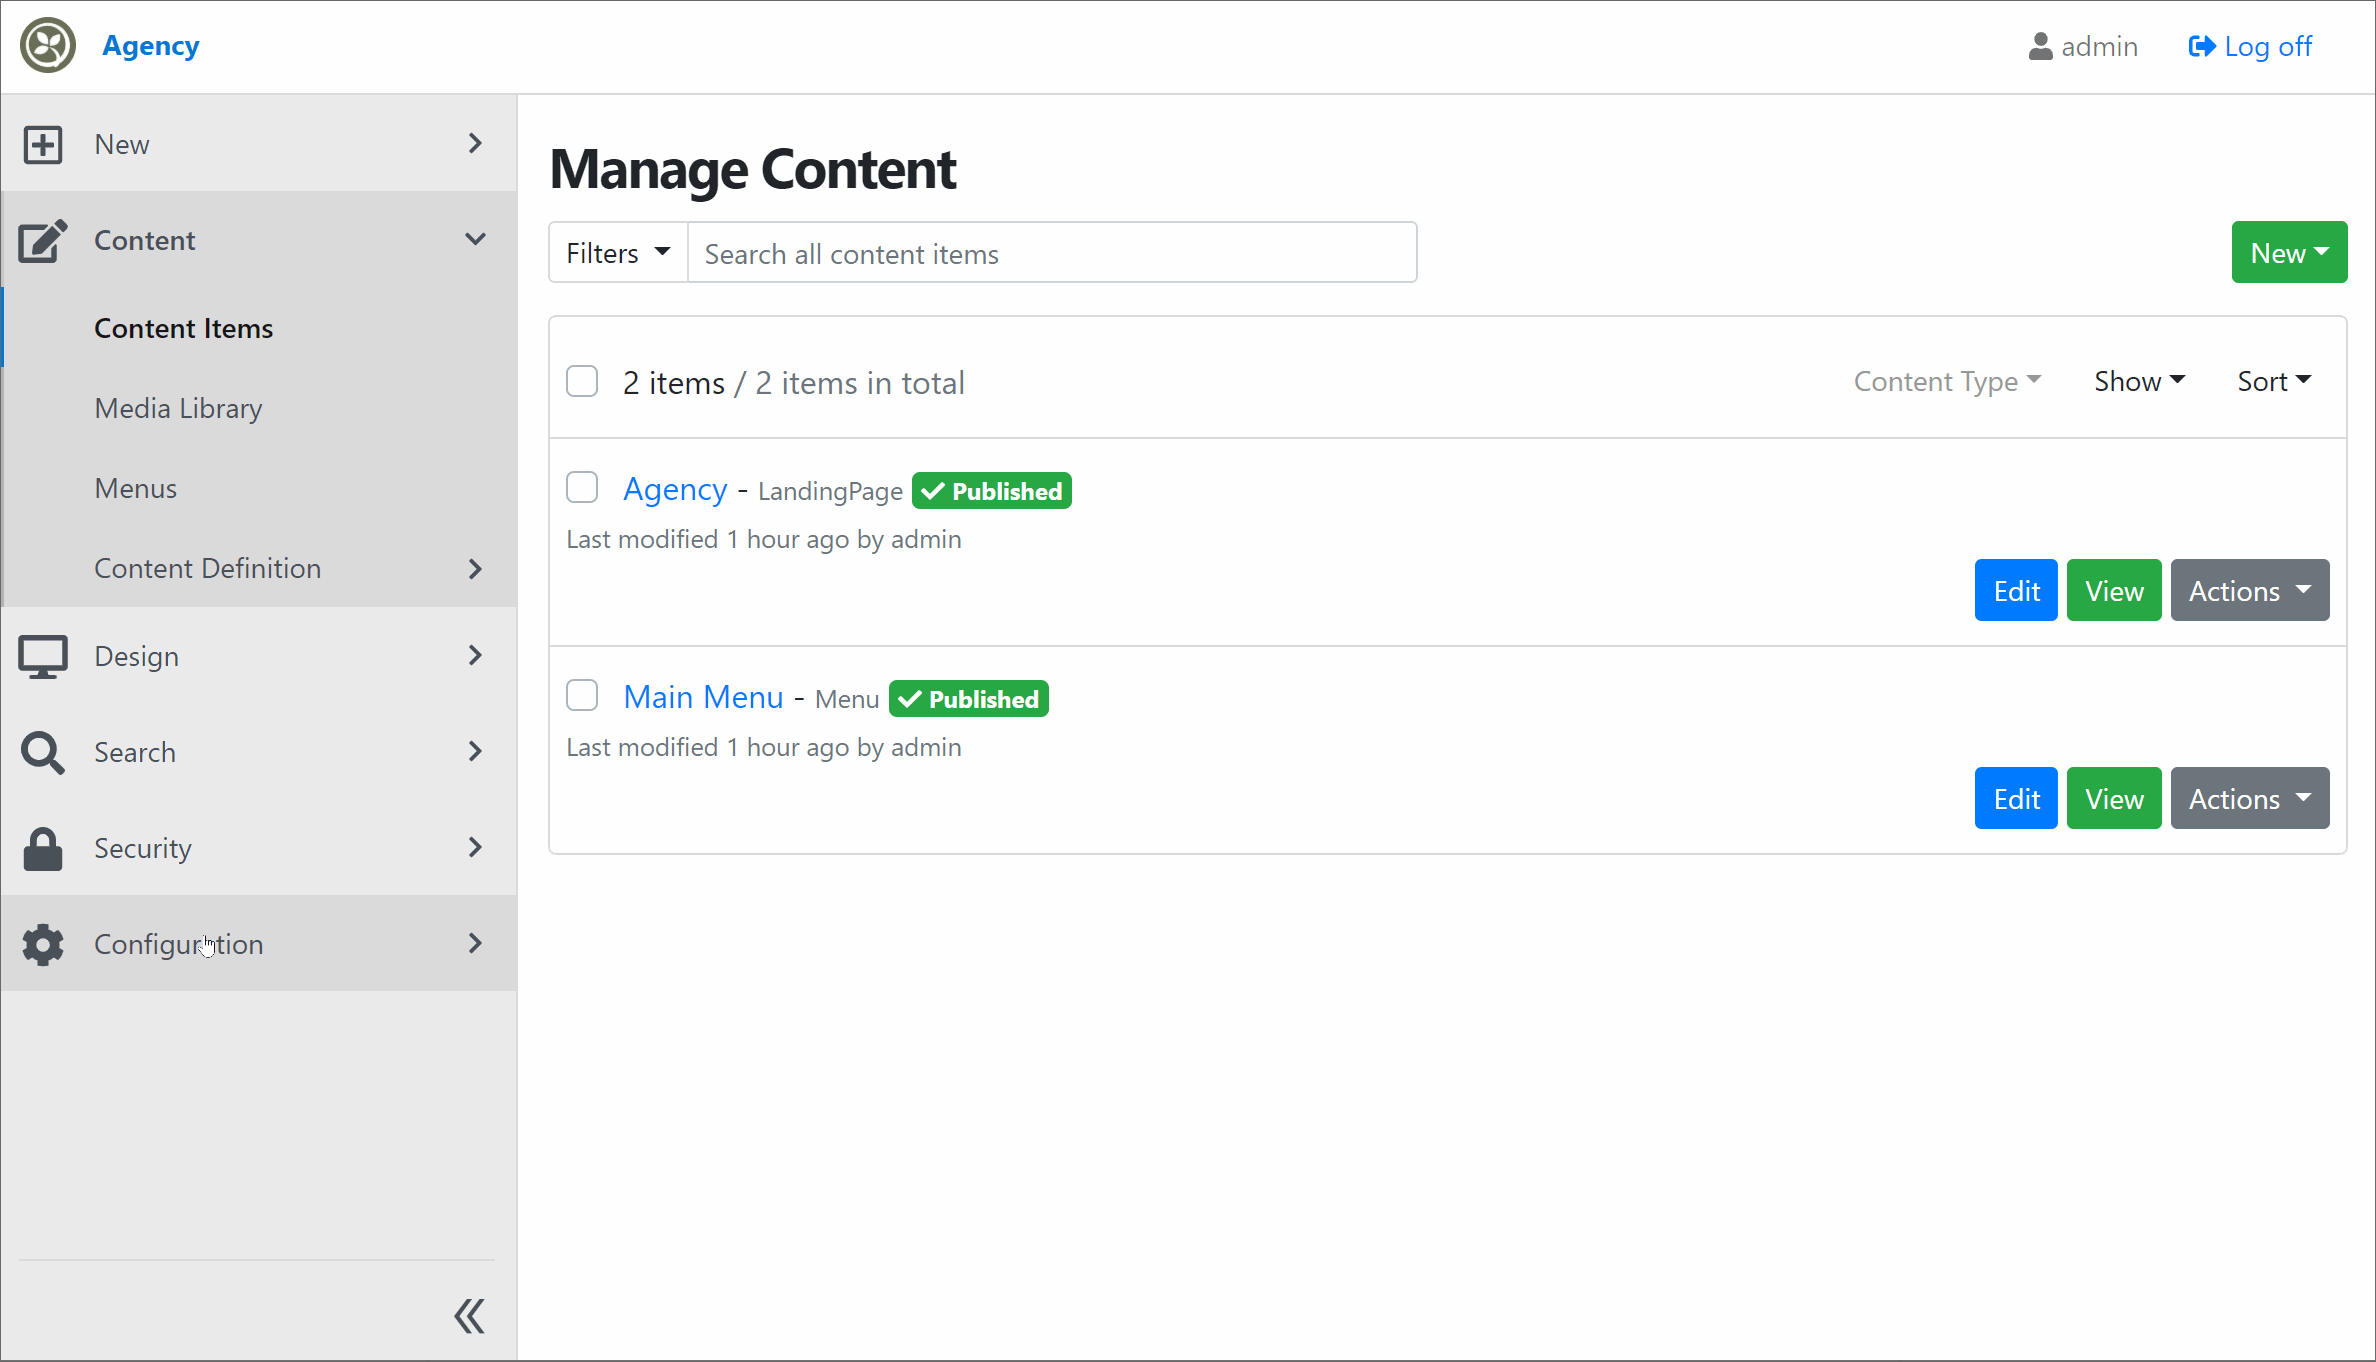 Agency
admin
Log off
New
Content
Content Items
Media Library
Menus
Content Definition
Design
Search
Security
Configuration
Manage Content
Filters
Search all content items
New
2 items / 2 items in total
Content Type
Show
Sort
Agency - LandingPage Published
Last modified 1 hour ago by admin
Edit
View
Actions
Main Menu - Menu Published
Last modified 1 hour ago by admin
Edit
View
Actions